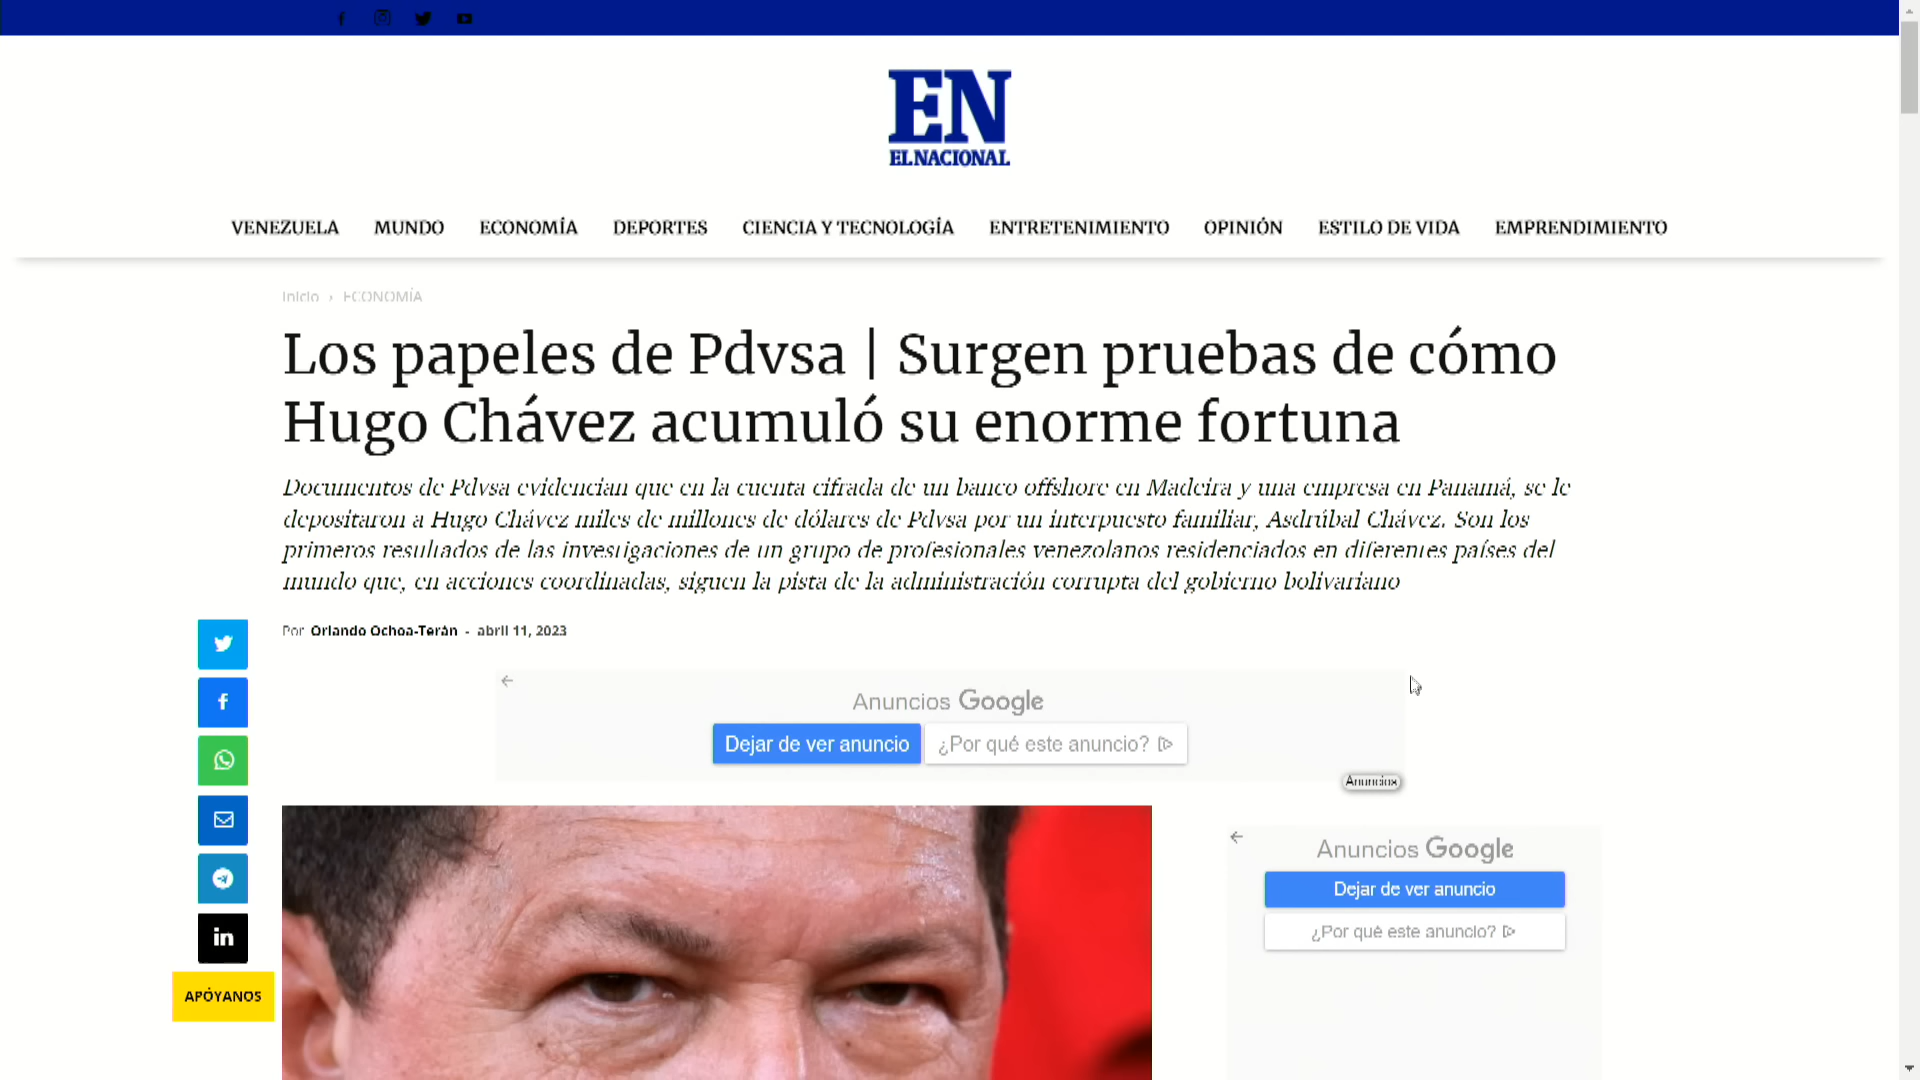 EN
EL NACIONAL
VENEZUELA MUNDO ECONOMÍA DEPORTES CIENCIA Y TECNOLOGÍA ENTRETENIMIENTO OPINIÓN ESTILO DE VIDA EMPRENDIMIENTO
Inicio › ECONOMÍA
Los papeles de Pdvsa | Surgen pruebas de cómo
Hugo Chávez acumuló su enorme fortuna
Documentos de Pdvsa evidencian que en la cuenta cifrada de un banco offshore en Madeira y una empresa en Panamá, se le
depositaron a Hugo Chávez miles de millones de dólares de Pdvsa por un interpuesto familiar, Asdrúbal Chávez. Son los
primeros resultados de las investigaciones de un grupo de profesionales venezolanos residenciados en diferentes países del
mundo que, en acciones coordinadas, siguen la pista de la administración corrupta del gobierno bolivariano
Por Orlando Ochoa-Terán - abril 11, 2023
Anuncios Google
Dejar de ver anuncio ¿Por qué este anuncio?
Anuncios
Anuncios Google
Dejar de ver anuncio
¿Por qué este anuncio?
APÓYANOS